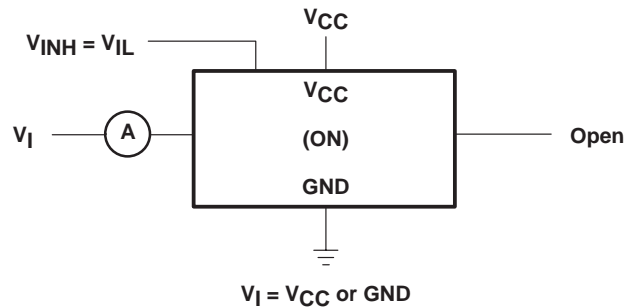 VCC
VINH = VIL
VCC
VI
A
(ON)
Open
GND
VI = VCC or GND